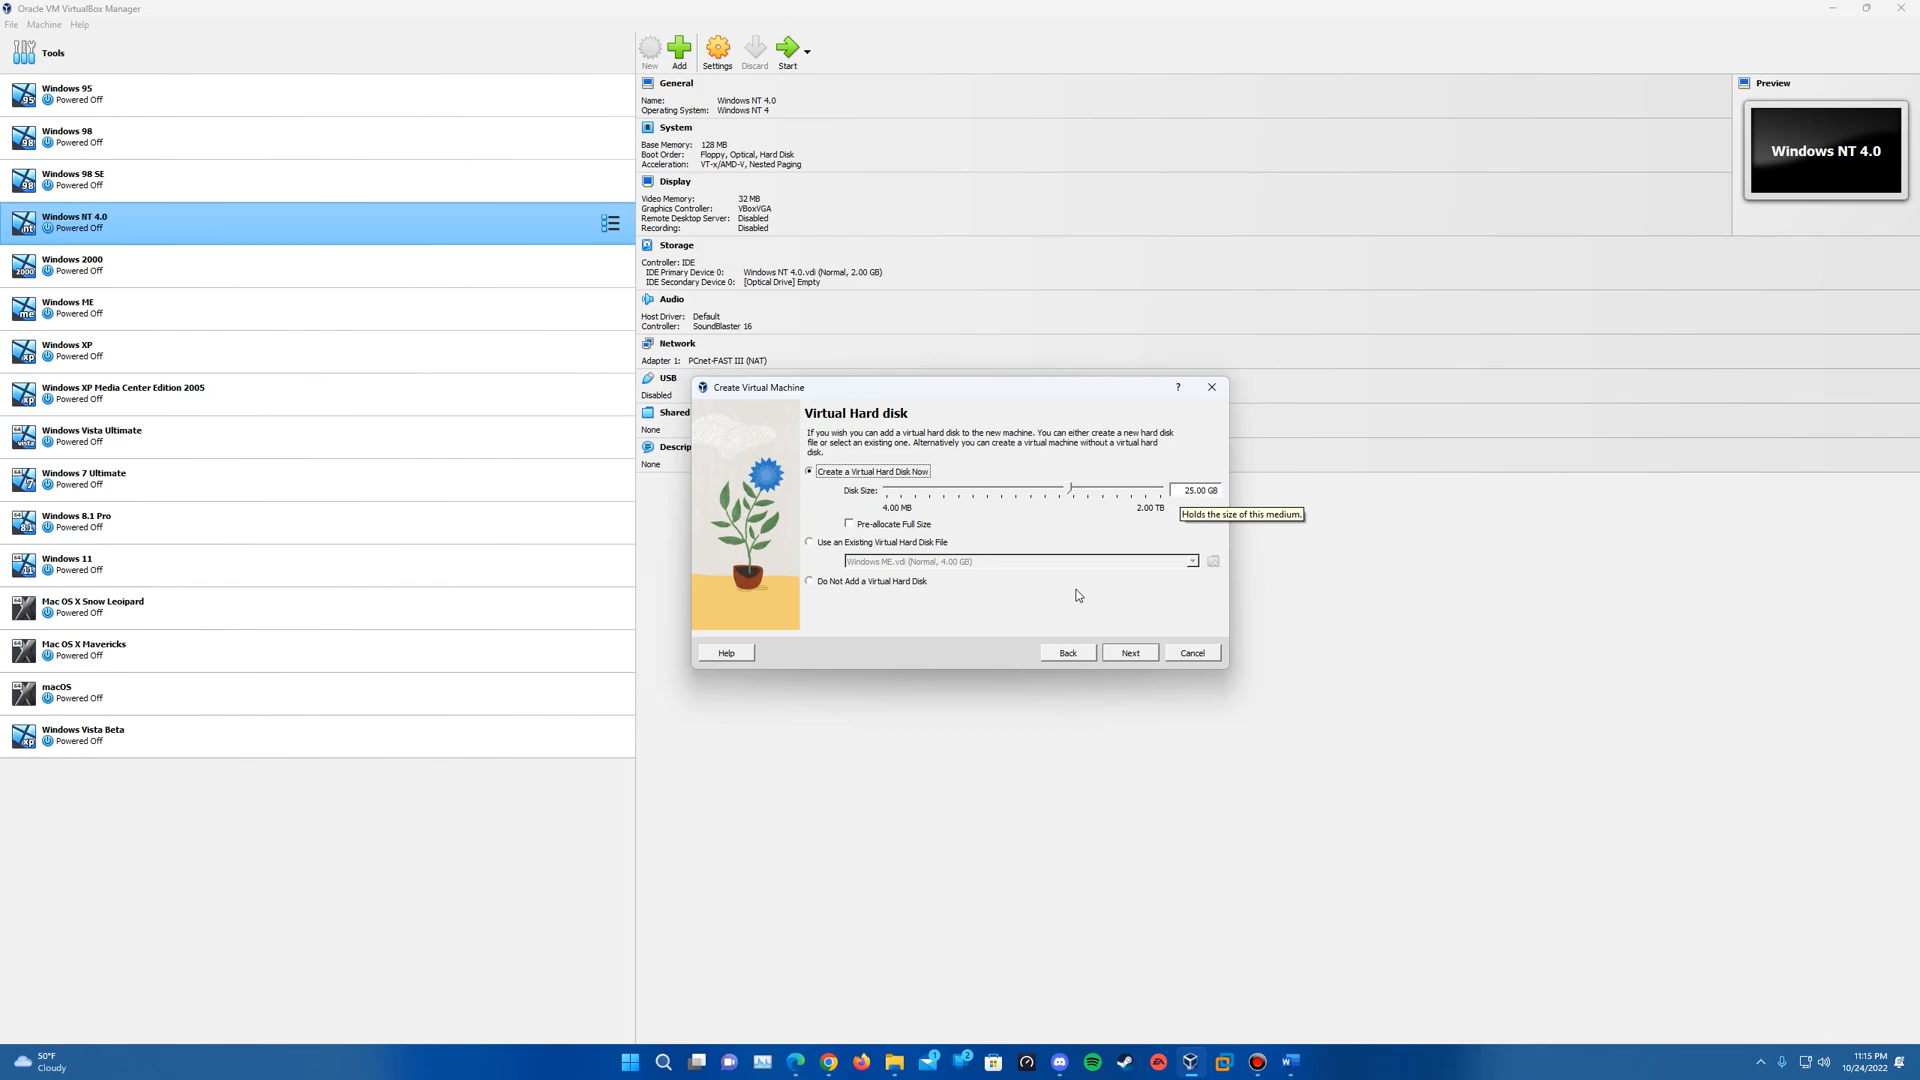 Oracle VM VirtualBox Manager
File Machine Help
Tools
Windows 95
Powered Off
Windows 98
Powered Off
Windows 98 SE
Powered Off
Windows NT 4.0
Powered Off
Windows 2000
Powered Off
Windows ME
Powered Off
Windows XP
Powered Off
Windows XP Media Center Edition 2005
Powered Off
Windows Vista Ultimate
Powered Off
Windows 7 Ultimate
Powered Off
Windows 8.1 Pro
Powered Off
Windows 11
Powered Off
Mac OS X Snow Leoipard
Powered Off
Mac OS X Mavericks
Powered Off
macOS
Powered Off
Windows Vista Beta
Powered Off
New Add Settings Discard Start
General
Name: Windows NT 4.0
Operating System: Windows NT 4
System
Base Memory: 128 MB
Boot Order: Floppy, Optical, Hard Disk
Acceleration: VT-x/AMD-V, Nested Paging
Display
Video Memory: 32 MB
Graphics Controller: VBoxVGA
Remote Desktop Server: Disabled
Recording: Disabled
Storage
Controller: IDE
IDE Primary Device 0: Windows NT 4.0.vdi (Normal, 2.00 GB)
IDE Secondary Device 0: [Optical Drive] Empty
Audio
Host Driver: Default
Controller: SoundBlaster 16
Network
Adapter 1: PCnet-FAST III (NAT)
USB
Disabled
Shared
None
Descrip
None
Preview
Windows NT 4.0
Create Virtual Machine
?
Virtual Hard disk
If you wish you can add a virtual hard disk to the new machine. You can either create a new hard disk
file or select an existing one. Alternatively you can create a virtual machine without a virtual hard
disk.
Create a Virtual Hard Disk Now
Disk Size: 25.00 GB
4.00 MB 2.00 TB
Holds the size of this medium.
Pre-allocate Full Size
Use an Existing Virtual Hard Disk File
Windows ME.vdi (Normal, 4.00 GB)
Do Not Add a Virtual Hard Disk
Help Back Next Cancel
50°F
Cloudy
11:15 PM
10/24/2022